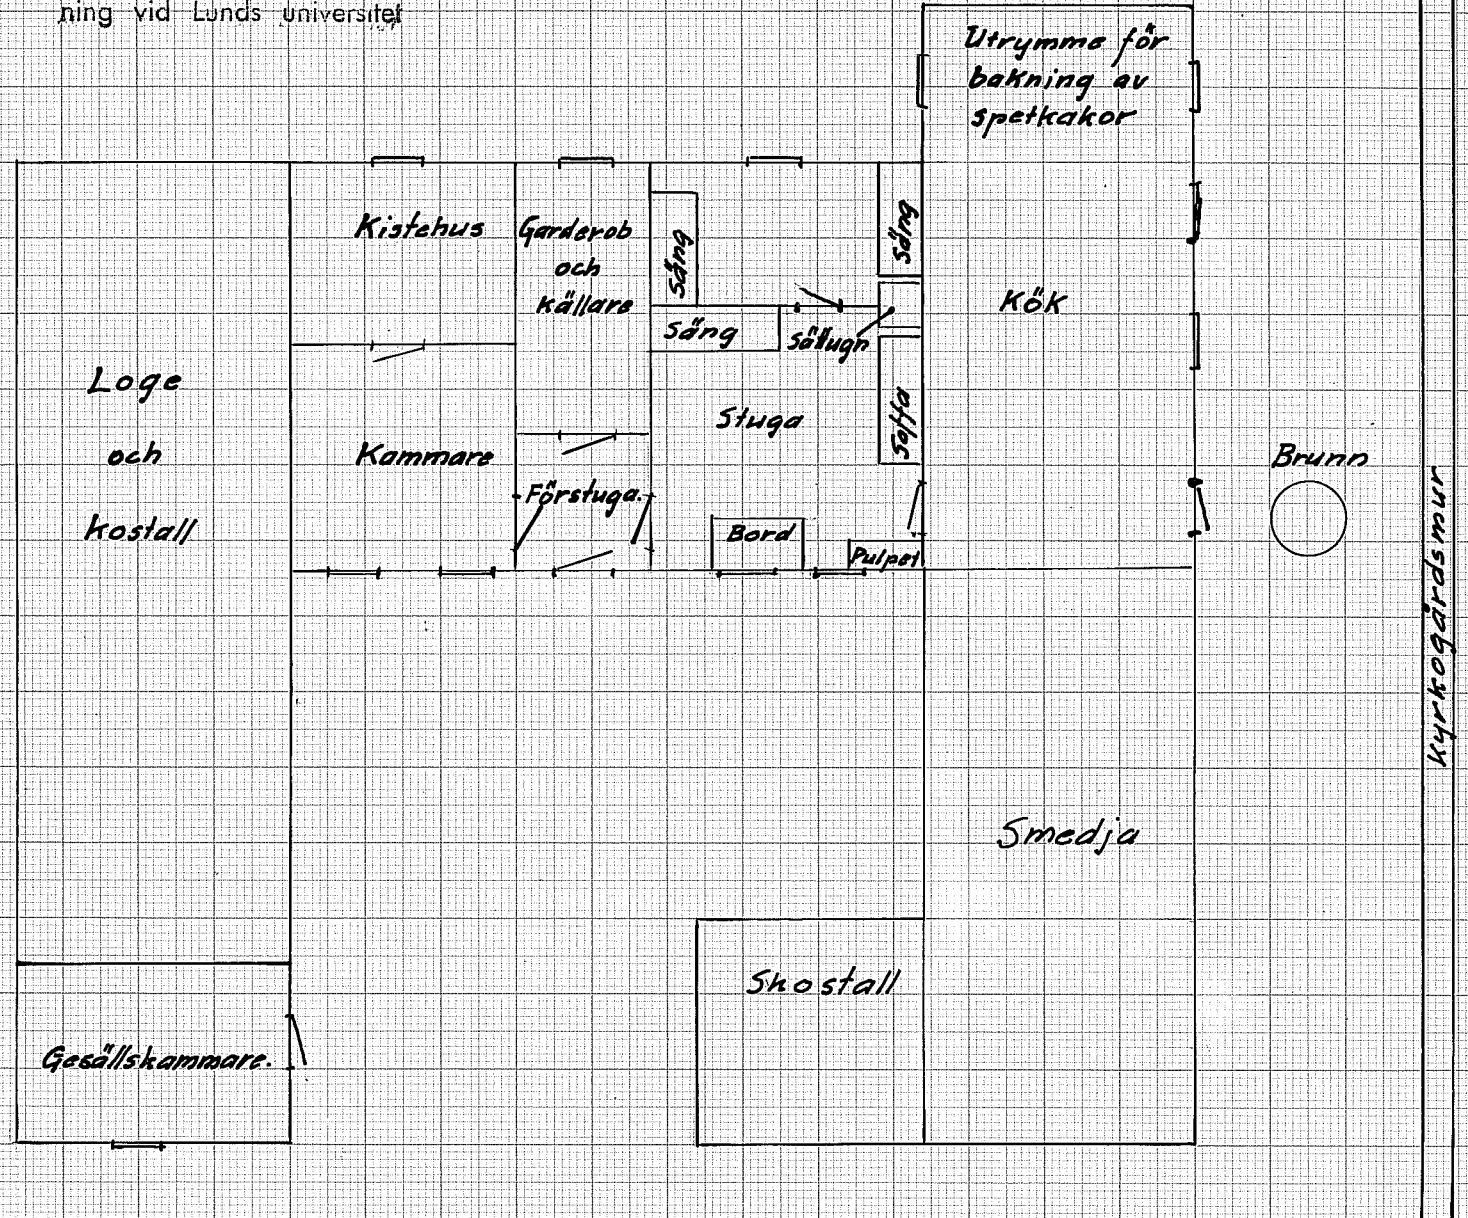 ning vid Lunds universitet
Utrymme för
bakning av
spetkakor
Kistehus
Garderob
och
källare
Säng
Säng
Säng
Sättugn
Kök
Loge
och
kostall
Kammare
Stuga
Soffa
Förstuga.
Bord
Pulpet
Brunn
Kyrkogårdsmur
Smedja
Skostall
Gesällskammare.